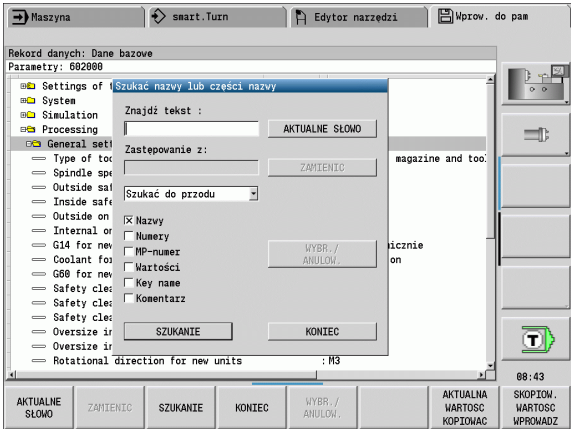 Maszyna
smart.Turn
Edytor narzędzi
Wprow. do pam
Rekord danych: Dane bazowe
Parametry: 602000
Settings of
System
Simulation
Processing
General sett
Type of too
magazine and tool
Spindle spe
Outside saf
Inside safe
Outside on
Internal on
G14 for new
icznie
Coolant for
on
G60 for new
Safety clea
Safety clea
Safety clea
Oversize in
Oversize in
Rotational direction for new units : M3
Szukać nazwy lub części nazwy
Znajdź tekst :
AKTUALNE SŁOWO
Zastępowanie z:
ZAMIENIC
Szukać do przodu
Nazwy
Numery
MP-numer
Wartości
Key name
Komentarz
WYBR./
ANULOW.
SZUKANIE
KONIEC
T
08:43
AKTUALNE
SŁOWO
ZAMIENIC
SZUKANIE
KONIEC
WYBR./
ANULOW.
AKTUALNA
WARTOSC
KOPIOWAC
SKOPIOW.
WARTOSC
WPROWADZ